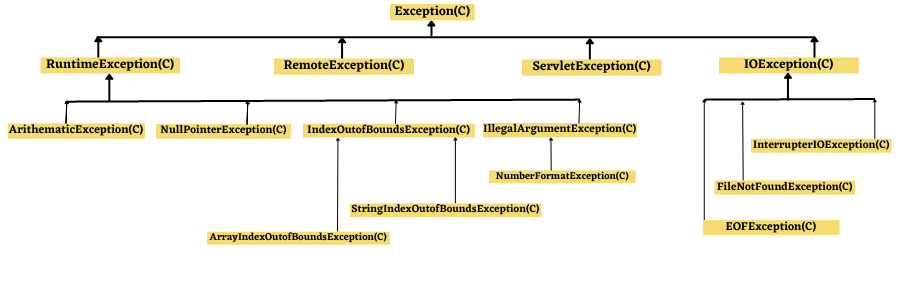 Exception(C)
RuntimeException(C)
RemoteException(C)
ServletException(C)
IOException(C)
ArithematicException(C)
NullPointerException(C)
IndexOutofBoundsException(C)
IllegalArgumentException(C)
InterrupterIOException(C)
NumberFormatException(C)
FileNotFoundException(C)
StringIndexOutofBoundsException(C)
EOFException(C)
ArrayIndexOutofBoundsException(C)